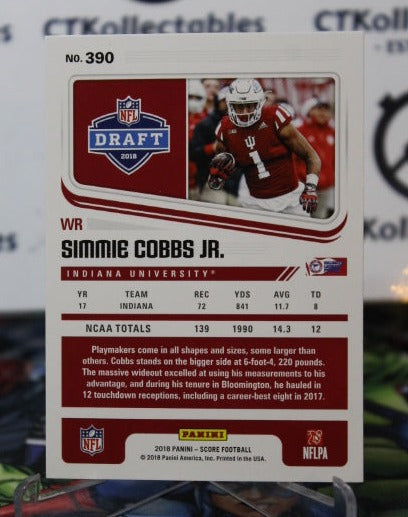 CTKollectables
CTKollectables
EST
No. 390
NFL
DRAFT
2018
IU
1
WR
SIMMIE COBBS JR.
INDIANA UNIVERSITY®
YR TEAM REC YDS AVG TD
17 INDIANA 72 841 11.7 8
NCAA TOTALS 139 1990 14.3 12
Playmakers come in all shapes and sizes, some larger than
others. Cobbs stands on the bigger side at 6-foot-4, 220 pounds.
The massive wideout excelled at using his measurements to his
advantage, and during his tenure in Bloomington, he hauled in
12 touchdown receptions, including a career-best eight in 2017.
NFL
PANINI
2018 PANINI – SCORE FOOTBALL
© 2018 Panini America, Inc. Printed in the USA.
NFLPA